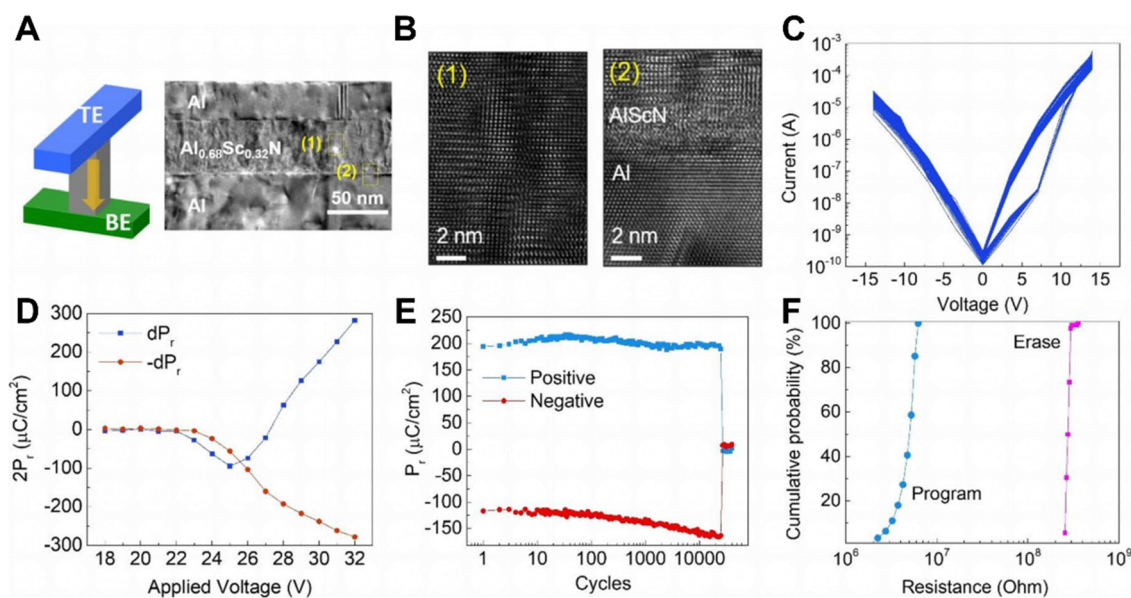 A
TE
BE
Al
Al0.68Sc0.32N
Al
(1)
(2)
50 nm
B
(1)
2 nm
(2)
AlScN
Al
2 nm
C
Current (A)
10-3
10-4
10-5
10-6
10-7
10-8
10-9
10-10
-15 -10 -5 0 5 10 15
Voltage (V)
D
2Pr (μC/cm2)
300
200
100
0
-100
-200
-300
dPr
-dPr
18 20 22 24 26 28 30 32
Applied Voltage (V)
E
Pr (μC/cm2)
250
200
150
100
50
0
-50
-100
-150
Positive
Negative
1 10 100 1000 10000
Cycles
F
Cumulative probability (%)
100
80
60
40
20
Erase
Program
106 107 108 109
Resistance (Ohm)